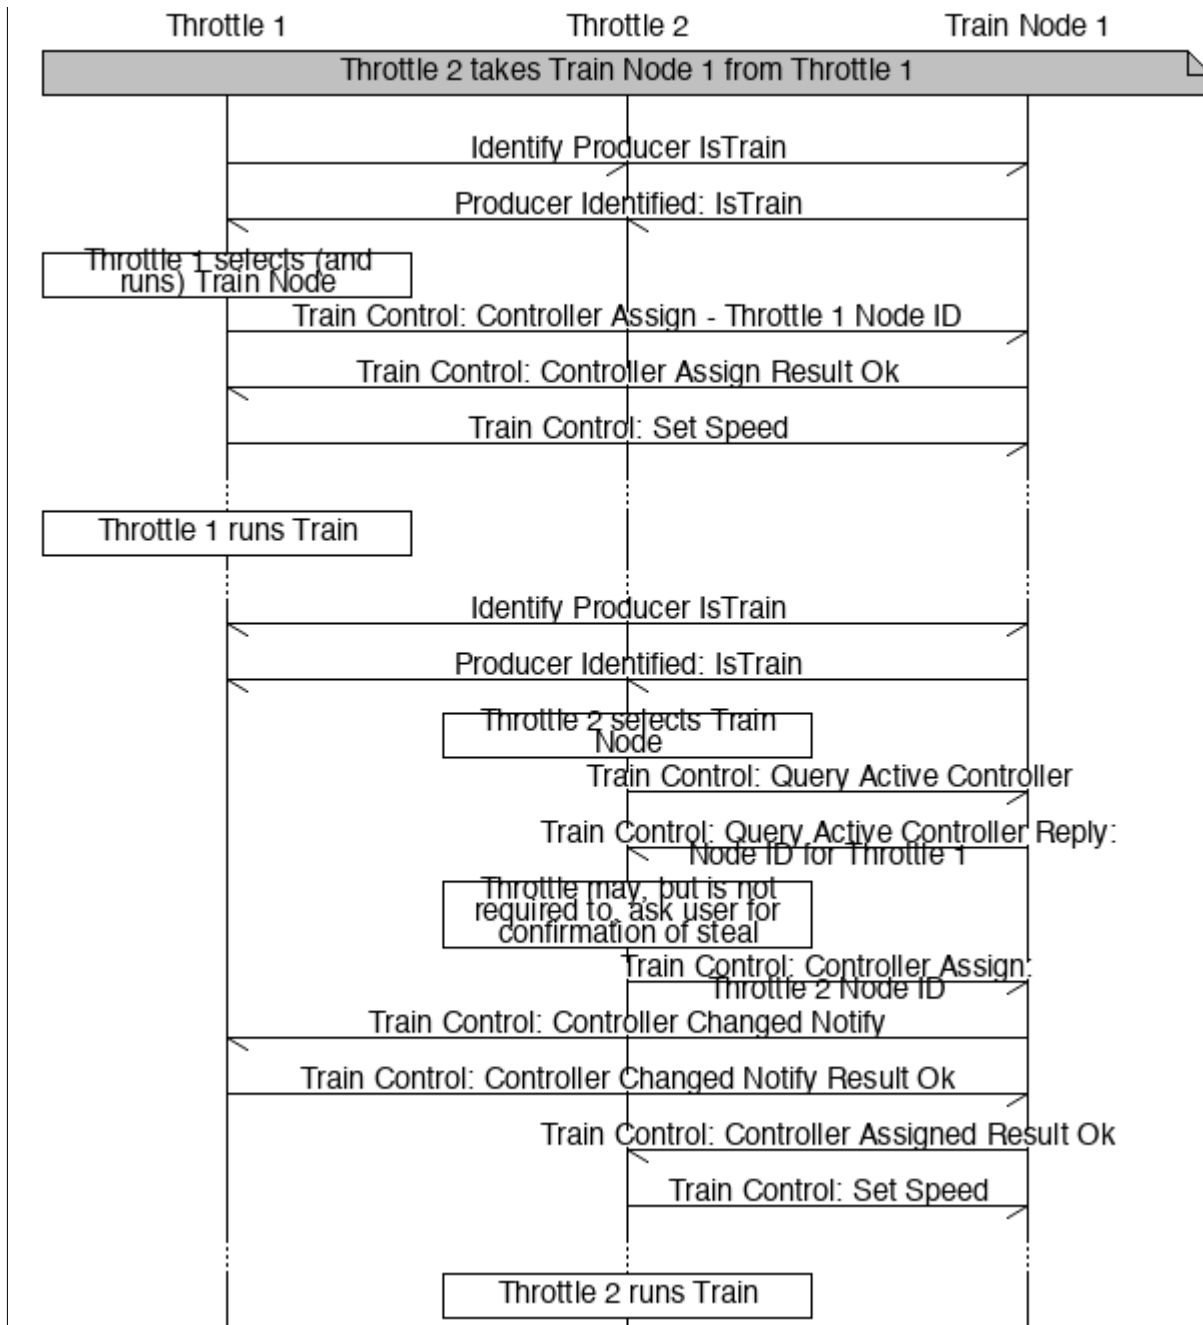 Throttle 1 Throttle 2 Train Node 1
Throttle 2 takes Train Node 1 from Throttle 1
Identify Producer IsTrain
Producer Identified: IsTrain
Throttle 1 selects (and
runs) Train Node
Train Control: Controller Assign - Throttle 1 Node ID
Train Control: Controller Assign Result Ok
Train Control: Set Speed
Throttle 1 runs Train
Identify Producer IsTrain
Producer Identified: IsTrain
Throttle 2 selects Train
Node
Train Control: Query Active Controller
Train Control: Query Active Controller Reply:
Node ID for Throttle 1
Throttle may, but is not
required to, ask user for
confirmation of steal
Train Control: Controller Assign:
Throttle 2 Node ID
Train Control: Controller Changed Notify
Train Control: Controller Changed Notify Result Ok
Train Control: Controller Assigned Result Ok
Train Control: Set Speed
Throttle 2 runs Train